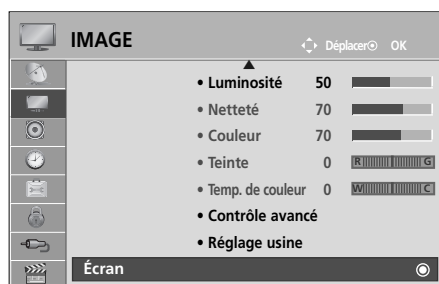 IMAGE
Déplacer OK
• Luminosité 50
• Netteté 70
• Couleur 70
• Teinte 0 R G
• Temp. de couleur 0 W C
• Contrôle avancé
• Réglage usine
Écran